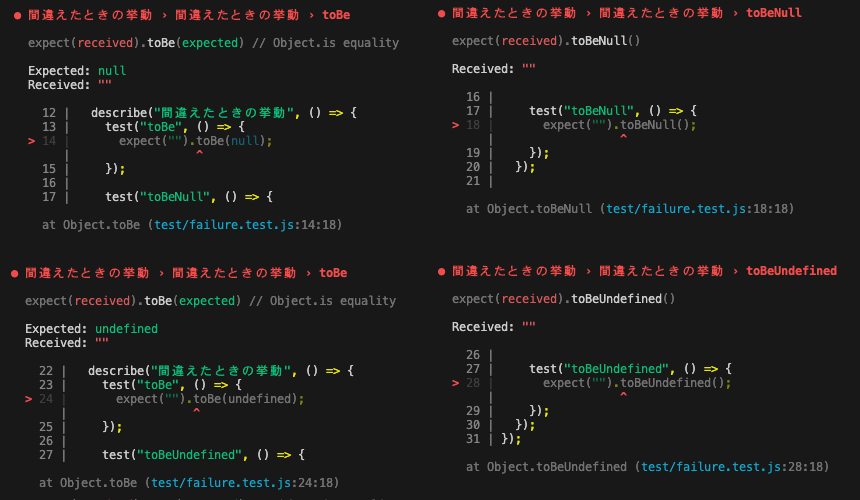 ● 間違えたときの挙動 › 間違えたときの挙動 › toBe
expect(received).toBe(expected) // Object.is equality
Expected: null
Received: ""
12 |   describe("間違えたときの挙動", () => {
13 |     test("toBe", () => {
> 14 |       expect("").toBe(null);
|                  ^
15 |     });
16 |
17 |     test("toBeNull", () => {
at Object.toBe (test/failure.test.js:14:18)
● 間違えたときの挙動 › 間違えたときの挙動 › toBeNull
expect(received).toBeNull()
Received: ""
16 |
17 |     test("toBeNull", () => {
> 18 |       expect("").toBeNull();
|                  ^
19 |     });
20 |   });
21 |
at Object.toBeNull (test/failure.test.js:18:18)
● 間違えたときの挙動 › 間違えたときの挙動 › toBe
expect(received).toBe(expected) // Object.is equality
Expected: undefined
Received: ""
22 |   describe("間違えたときの挙動", () => {
23 |     test("toBe", () => {
> 24 |       expect("").toBe(undefined);
|                  ^
25 |     });
26 |
27 |     test("toBeUndefined", () => {
at Object.toBe (test/failure.test.js:24:18)
● 間違えたときの挙動 › 間違えたときの挙動 › toBeUndefined
expect(received).toBeUndefined()
Received: ""
26 |
27 |     test("toBeUndefined", () => {
> 28 |       expect("").toBeUndefined();
|                  ^
29 |     });
30 |   });
31 | });
at Object.toBeUndefined (test/failure.test.js:28:18)